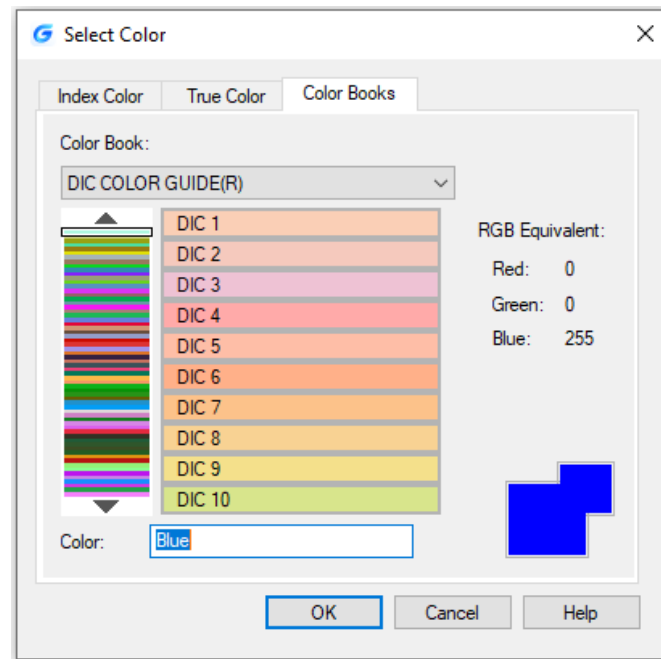 Select Color
Index Color
True Color
Color Books
Color Book:
DIC COLOR GUIDE(R)
DIC 1
DIC 2
DIC 3
DIC 4
DIC 5
DIC 6
DIC 7
DIC 8
DIC 9
DIC 10
RGB Equivalent:
Red: 0
Green: 0
Blue: 255
Color: Blue
OK
Cancel
Help